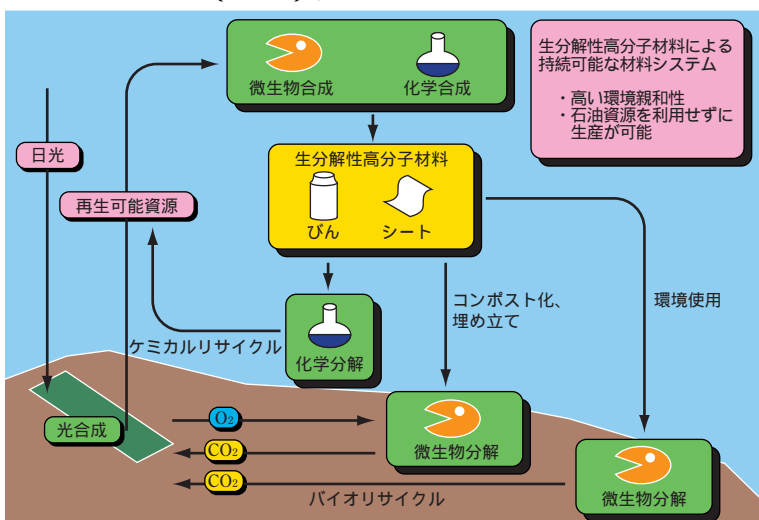 微生物合成
化学合成
生分解性高分子材料による
持続可能な材料システム
・高い環境親和性
・石油資源を利用せずに
生産が可能
日光
生分解性高分子材料
びん
シート
再生可能資源
コンポスト化、
埋め立て
環境使用
ケミカルリサイクル
化学分解
光合成
O₂
CO₂
微生物分解
CO₂
バイオリサイクル
微生物分解